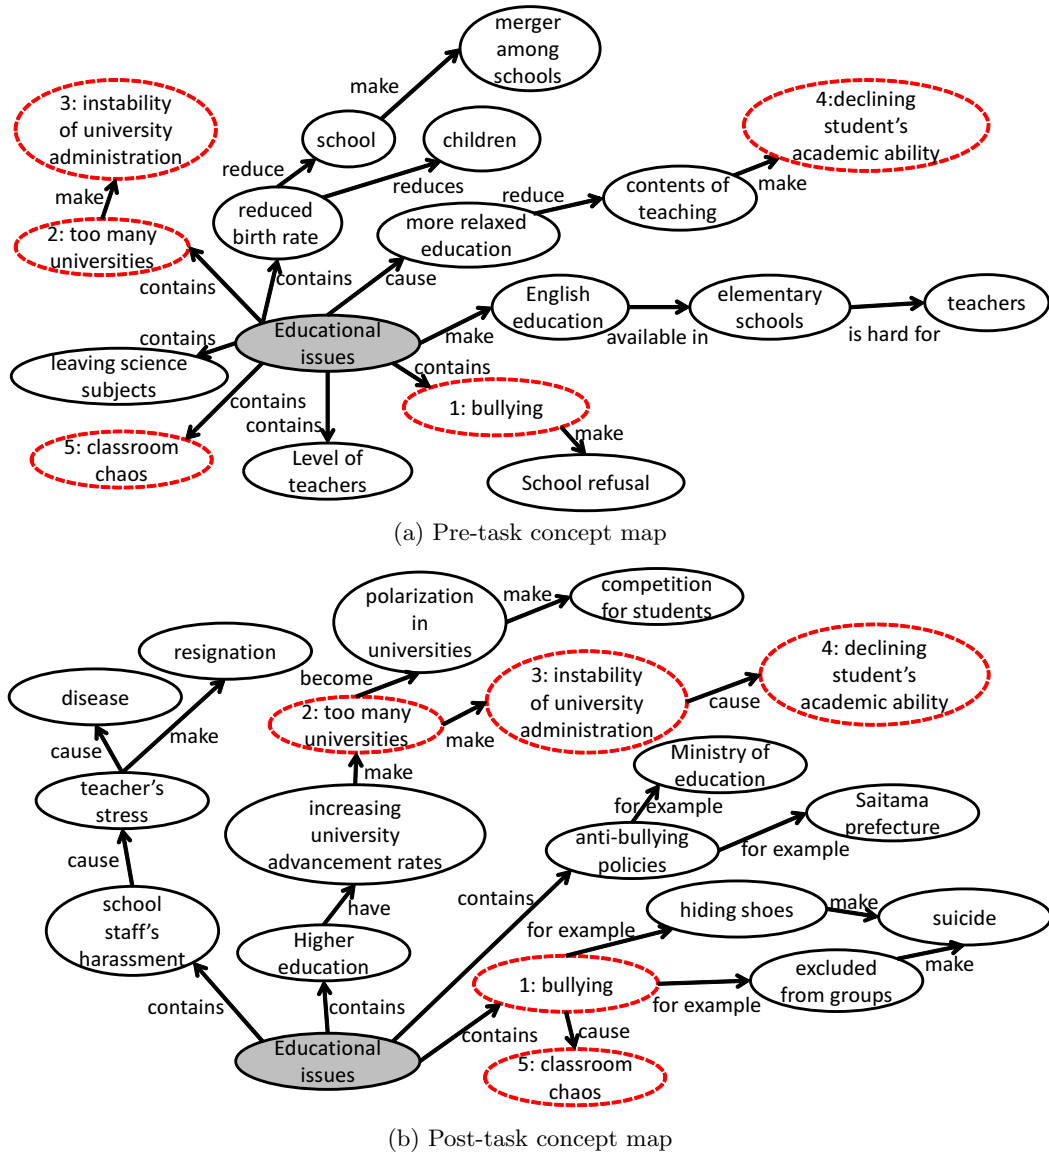 merger
among
schools
make
3: instability
of university
administration
school
children
4:declining
student's
academic ability
reduce
reduces
make
reduced
birth rate
more relaxed
education
reduce
contents of
teaching
make
2: too many
universities
contains
contains
cause
English
education
available in
elementary
schools
is hard for
teachers
Educational
issues
make
contains
leaving science
subjects
contains
1: bullying
make
contains
contains
5: classroom
chaos
Level of
teachers
School refusal
(a) Pre-task concept map
polarization
in
universities
make
competition
for students
resignation
disease
become
3: instability
of university
administration
4: declining
student's
academic ability
cause
make
2: too many
universities
make
cause
teacher's
stress
make
Ministry of
education
for example
increasing
university
advancement rates
anti-bullying
policies
Saitama
prefecture
for example
cause
school
staff's
harassment
have
contains
hiding shoes
make
suicide
for example
Higher
education
1: bullying
for example
excluded
from groups
make
contains
contains
contains
cause
Educational
issues
5: classroom
chaos
(b) Post-task concept map